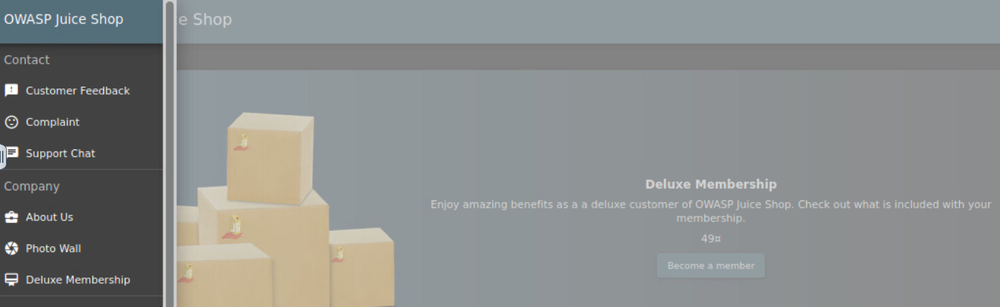 OWASP Juice Shop
ce Shop
Contact
Customer Feedback
Complaint
Support Chat
Company
About Us
Photo Wall
Deluxe Membership
Deluxe Membership
Enjoy amazing benefits as a a deluxe customer of OWASP Juice Shop. Check out what is included with your
membership.
49¤
Become a member
JS